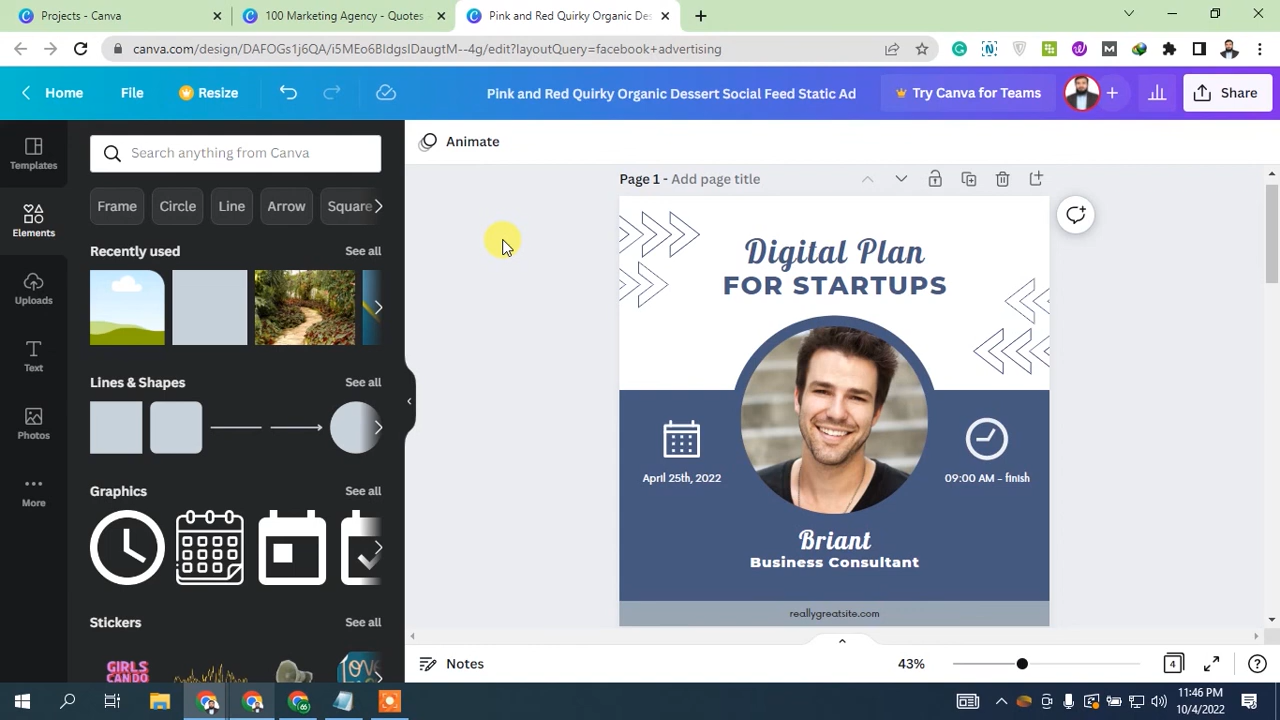 Projects - Canva
100 Marketing Agency - Quotes
Pink and Red Quirky Organic Des
canva.com/design/DAFOGs1j6QA/i5MEo6BIdgsIDaugtM--4g/edit?layoutQuery=facebook+advertising
Home
File
Resize
Pink and Red Quirky Organic Dessert Social Feed Static Ad
Try Canva for Teams
Share
Templates
Search anything from Canva
Animate
Page 1 - Add page title
Elements
Frame
Circle
Line
Arrow
Square
Recently used
See all
Uploads
Text
Photos
More
Lines & Shapes
See all
Graphics
See all
Stickers
See all
GIRLS
CAN DO
Digital Plan
FOR STARTUPS
April 25th, 2022
09:00 AM - finish
Briant
Business Consultant
reallygreatsite.com
Notes
43%
4
11:46 PM
10/4/2022